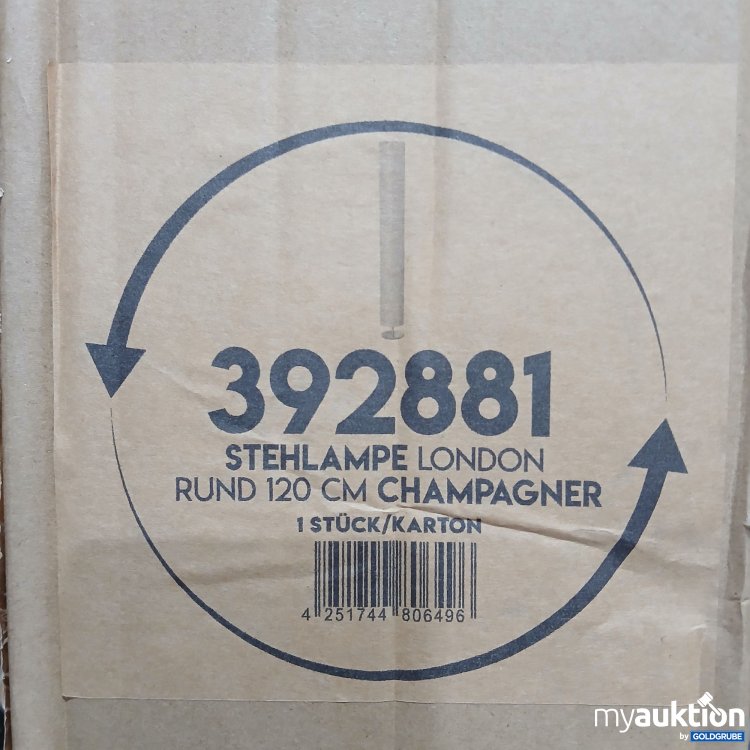 392881
STEHLAMPE LONDON
RUND 120 CM CHAMPAGNER
1 STÜCK/KARTON
4 251744 806496
myauktion
by GOLDGRUBE